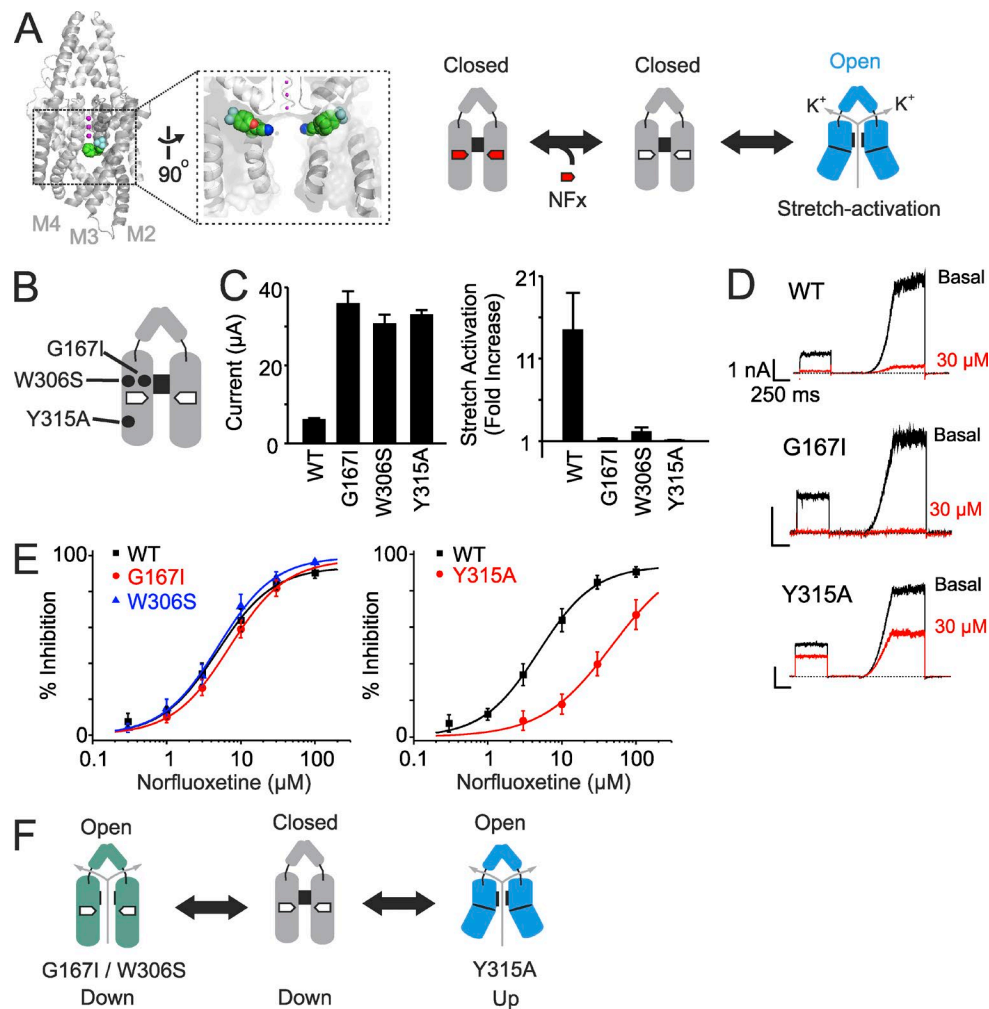 A
90°
M4
M3
M2
Closed
Closed
Open
K+
K+
NFx
Stretch-activation
B
G167I
W306S
Y315A
C
Current (µA)
40
20
0
WT
G167I
W306S
Y315A
Stretch Activation
(Fold Increase)
21
11
1
WT
G167I
W306S
Y315A
D
WT
Basal
30 µM
1 nA
250 ms
G167I
Basal
30 µM
Y315A
Basal
30 µM
E
WT
G167I
W306S
% Inhibition
100
0
0.1
1
10
100
Norfluoxetine (µM)
WT
Y315A
% Inhibition
100
0
0.1
1
10
100
Norfluoxetine (µM)
F
Open
Closed
Open
G167I / W306S
Y315A
Down
Down
Up